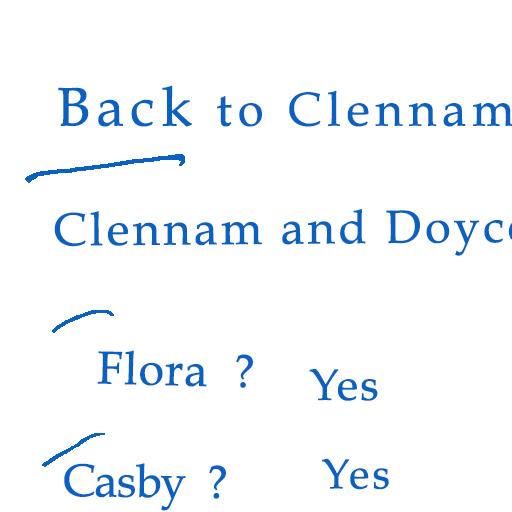 Back to Clennam
Clennam and Doyce
Flora ? Yes
Casby ? Yes